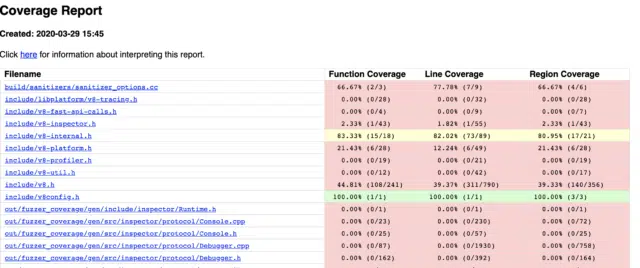 Coverage Report
Created: 2020-03-29 15:45
Click here for information about interpreting this report.
Filename Function Coverage Line Coverage Region Coverage
build/sanitizers/sanitizer_options.cc 66.67% (2/3) 77.78% (7/9) 66.67% (4/6)
include/libplatform/v8-tracing.h 0.00% (0/28) 0.00% (0/32) 0.00% (0/28)
include/v8-fast-api-calls.h 0.00% (0/4) 0.00% (0/9) 0.00% (0/7)
include/v8-inspector.h 2.33% (1/43) 1.82% (1/55) 2.33% (1/43)
include/v8-internal.h 83.33% (15/18) 82.02% (73/89) 80.95% (17/21)
include/v8-platform.h 21.43% (6/28) 12.24% (6/49) 21.43% (6/28)
include/v8-profiler.h 0.00% (0/19) 0.00% (0/21) 0.00% (0/19)
include/v8-util.h 0.00% (0/12) 0.00% (0/42) 0.00% (0/17)
include/v8.h 44.81% (108/241) 39.37% (311/790) 39.33% (140/356)
include/v8config.h 100.00% (1/1) 100.00% (1/1) 100.00% (3/3)
out/fuzzer_coverage/gen/include/inspector/Runtime.h 0.00% (0/1) 0.00% (0/1) 0.00% (0/1)
out/fuzzer_coverage/gen/src/inspector/protocol/Console.cpp 0.00% (0/23) 0.00% (0/230) 0.00% (0/72)
out/fuzzer_coverage/gen/src/inspector/protocol/Console.h 0.00% (0/25) 0.00% (0/57) 0.00% (0/25)
out/fuzzer_coverage/gen/src/inspector/protocol/Debugger.cpp 0.00% (0/87) 0.00% (0/1930) 0.00% (0/758)
out/fuzzer_coverage/gen/src/inspector/protocol/Debugger.h 0.00% (0/162) 0.00% (0/392) 0.00% (0/164)